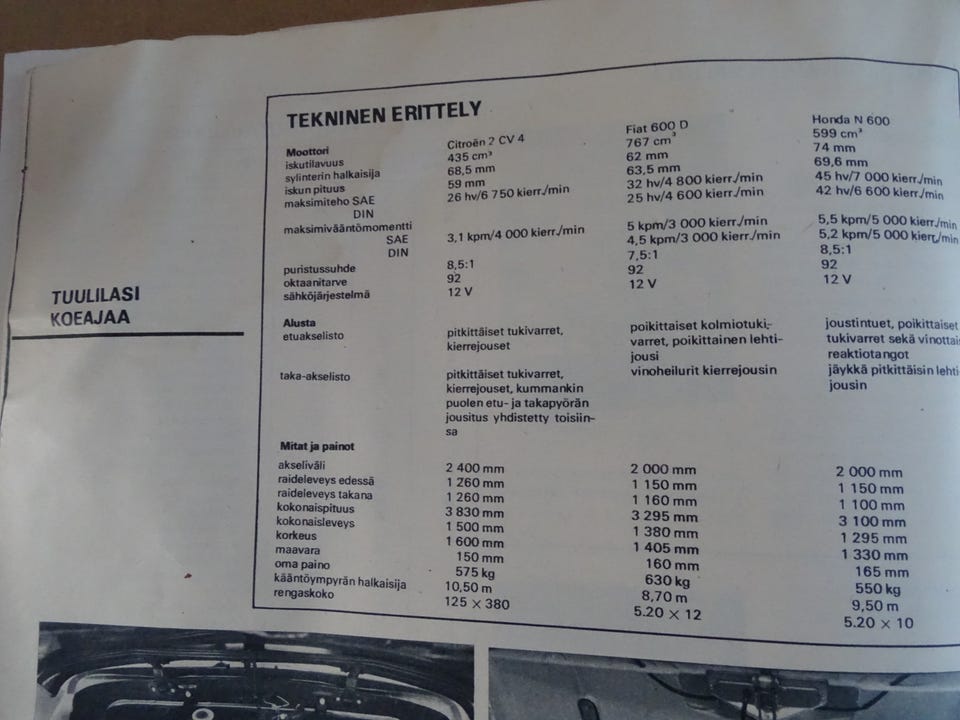 TEKNINEN ERITTELY
Citroën 2 CV 4 Fiat 600 D Honda N 600
Moottori
iskutilavuus 435 cm³ 767 cm³ 599 cm³
sylinterin halkaisija 68,5 mm 62 mm 74 mm
iskun pituus 59 mm 63,5 mm 69,6 mm
maksimiteho SAE 26 hv/6 750 kierr./min 32 hv/4 800 kierr./min 45 hv/7 000 kierr./min
DIN 25 hv/4 600 kierr./min 42 hv/6 600 kierr./min
maksimivääntömomentti
SAE 3,1 kpm/4 000 kierr./min 5 kpm/3 000 kierr./min 5,5 kpm/5 000 kierr./min
DIN 4,5 kpm/3 000 kierr./min 5,2 kpm/5 000 kierr./min
puristussuhde 8,5:1 7,5:1 8,5:1
oktaanitarve 92 92 92
sähköjärjestelmä 12 V 12 V 12 V
TUULILASI
KOEAJAA
Alusta
etuakselisto pitkittäiset tukivarret, poikittaiset kolmiotuki- joustintuet, poikittaiset
kierrejouset varret, poikittainen lehti- tukivarret sekä vinottai
jousi reaktiotangot
taka-akselisto pitkittäiset tukivarret, vinoheilurit kierrejousin jäykkä pitkittäisin lehti-
kierrejouset, kummankin jousin
puolen etu- ja takapyörän
jousitus yhdistetty toisiin-
sa
Mitat ja painot
akseliväli 2 400 mm 2 000 mm 2 000 mm
raideleveys edessä 1 260 mm 1 150 mm 1 150 mm
raideleveys takana 1 260 mm 1 160 mm 1 100 mm
kokonaispituus 3 830 mm 3 295 mm 3 100 mm
kokonaisleveys 1 500 mm 1 380 mm 1 295 mm
korkeus 1 600 mm 1 405 mm 1 330 mm
maavara 150 mm 160 mm 165 mm
oma paino 575 kg 630 kg 550 kg
kääntöympyrän halkaisija 10,50 m 8,70 m 9,50 m
rengaskoko 125 × 380 5.20 × 12 5.20 × 10